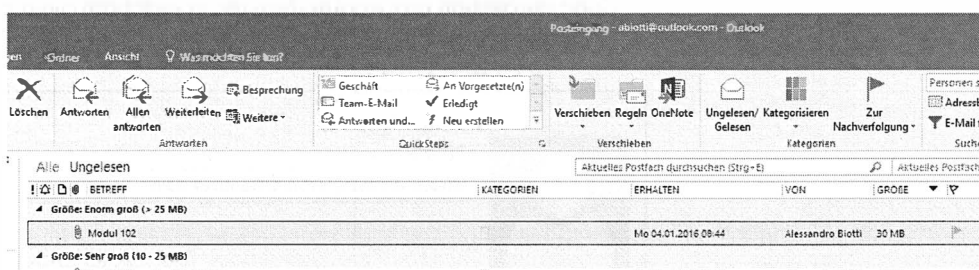 Posteingang - abiotti@outlook.com - Outlook
gen Ordner Ansicht Was möchten Sie tun?
Löschen
Antworten
Allen antworten
Weiterleiten
Besprechung
Weitere
Antworten
Geschäft
An Vorgesetzte(n)
Team-E-Mail
Erledigt
Antworten und...
Neu erstellen
QuickSteps
Verschieben
Regeln
OneNote
Verschieben
Ungelesen/ Gelesen
Kategorisieren
Zur Nachverfolgung
Kategorien
Personen s
Adress
E-Mail f
Such
Alle Ungelesen
Aktuelles Postfach durchsuchen (Strg+E)
Aktuelles Postfach
! BETREFF KATEGORIEN ERHALTEN VON GRÖßE
Größe: Enorm groß (> 25 MB)
Modul 102 Mo 04.01.2016 08:44 Alessandro Biotti 30 MB
Größe: Sehr groß (10 - 25 MB)